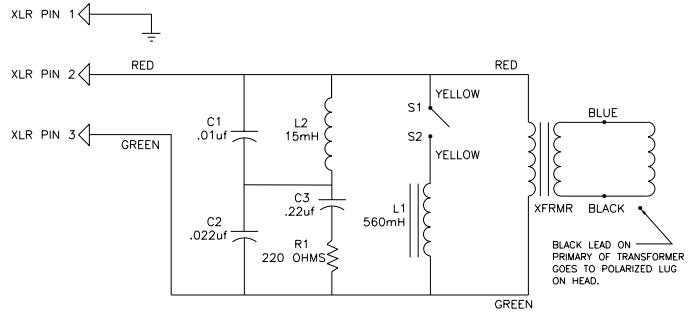 XLR PIN 1
XLR PIN 2
RED
RED
XLR PIN 3
GREEN
C1
.01uf
L2
15mH
S1
YELLOW
S2
YELLOW
BLUE
C3
.22uf
C2
.022uf
R1
220 OHMS
L1
560mH
XFRMR
BLACK
BLACK LEAD ON
PRIMARY OF TRANSFORMER
GOES TO POLARIZED LUG
ON HEAD.
GREEN